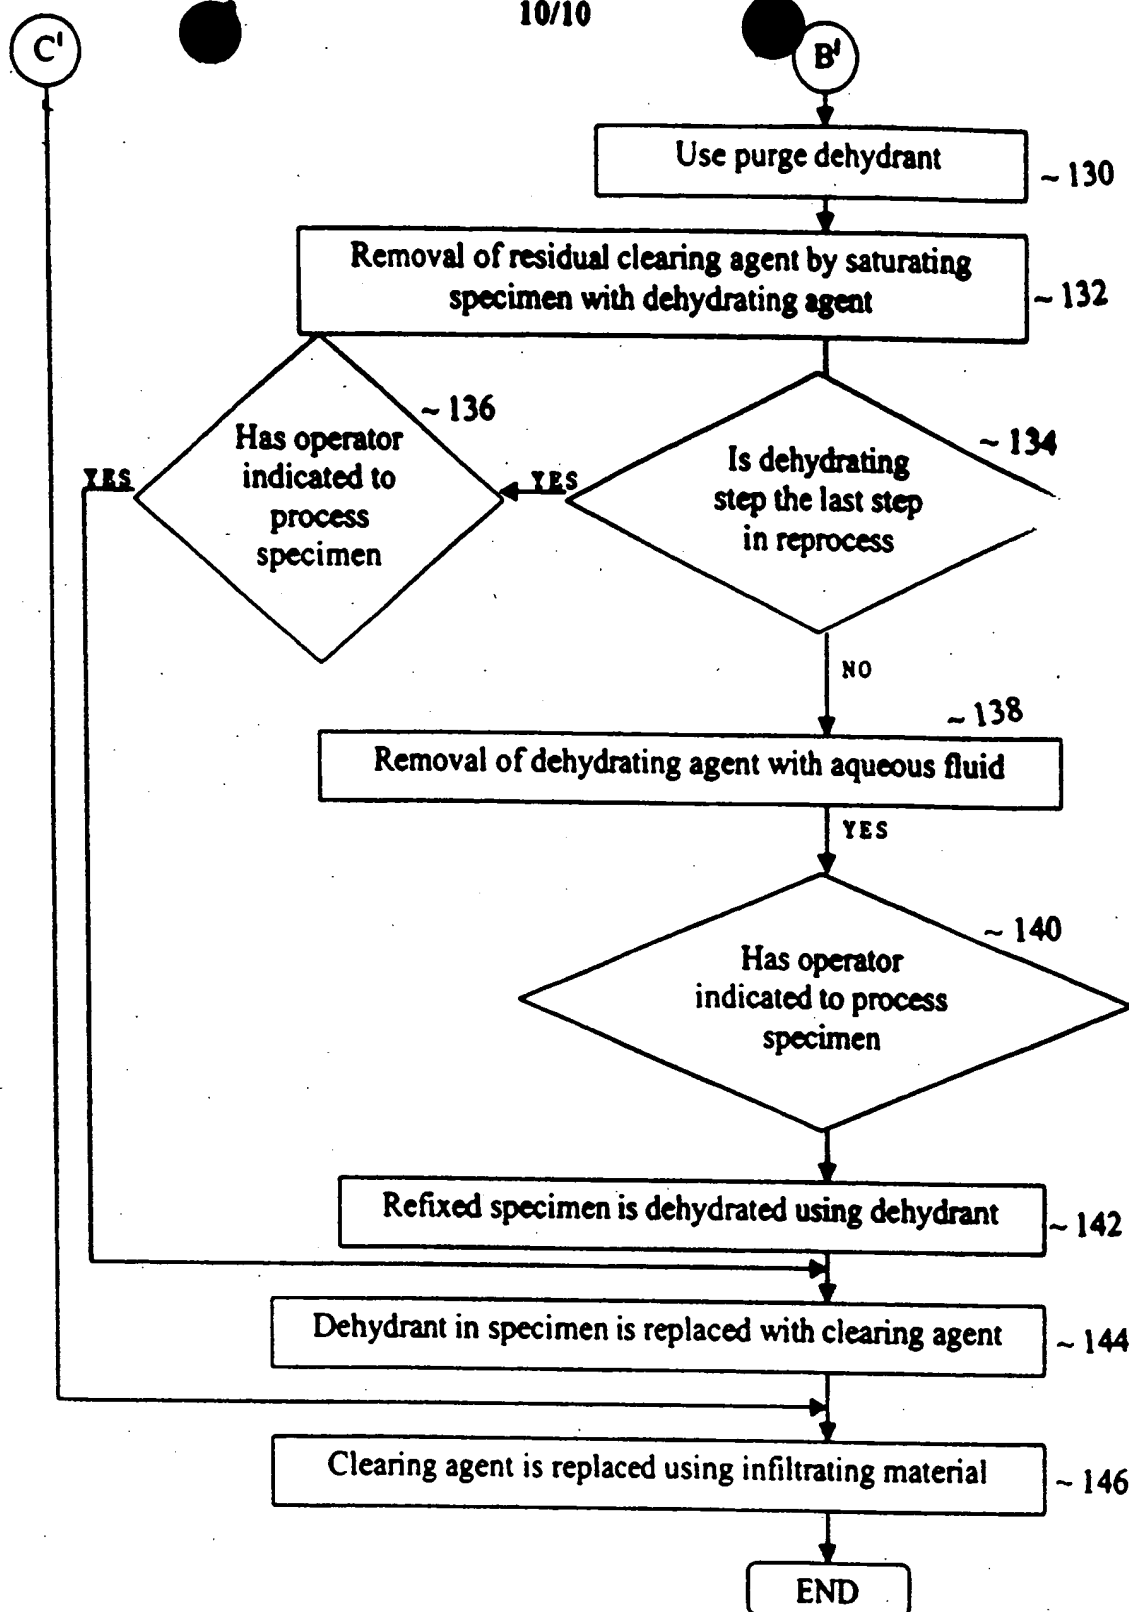 10/10
C'
B'
Use purge dehydrant
~ 130
Removal of residual clearing agent by saturating
specimen with dehydrating agent
~ 132
~ 136
Has operator
indicated to
process
specimen
YES
YES
~ 134
Is dehydrating
step the last step
in reprocess
NO
~ 138
Removal of dehydrating agent with aqueous fluid
YES
~ 140
Has operator
indicated to process
specimen
Refixed specimen is dehydrated using dehydrant
~ 142
Dehydrant in specimen is replaced with clearing agent
~ 144
Clearing agent is replaced using infiltrating material
~ 146
END